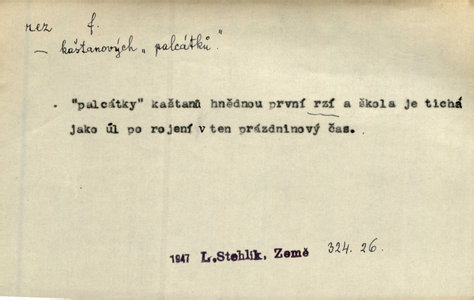 rez f.
— kaštanových „palcátků."
. "palcátky" kaštanů hnědnou první rzí a škola je tichá
jako úl po rojení v ten prázdninový čas.
1947 L.Stehlík, Země 324. 26.